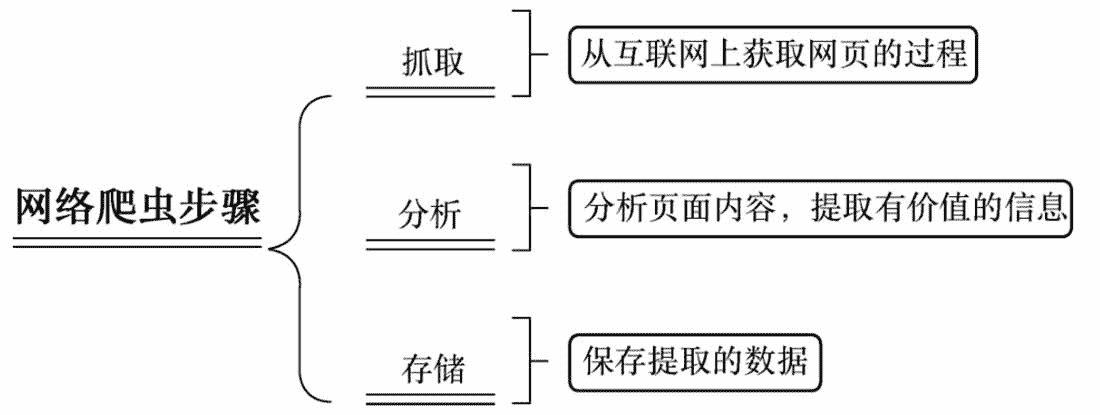 网络爬虫步骤
抓取
从互联网上获取网页的过程
分析
分析页面内容，提取有价值的信息
存储
保存提取的数据